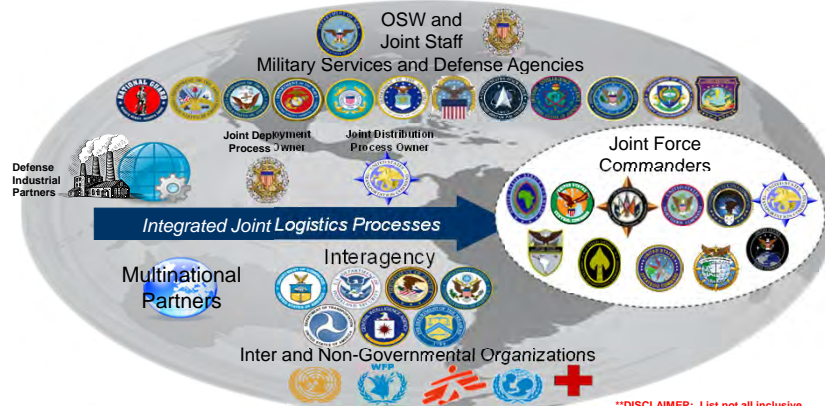 OSW and
Joint Staff
Military Services and Defense Agencies
NATIONAL GUARD
Joint Deployment
Process Owner
Joint Distribution
Process Owner
Joint Force
Commanders
Defense
Industrial
Partners
Integrated Joint Logistics Processes
Interagency
Multinational
Partners
Inter and Non-Governmental Organizations
WFP
**DISCLAIMER: List not all inclusive